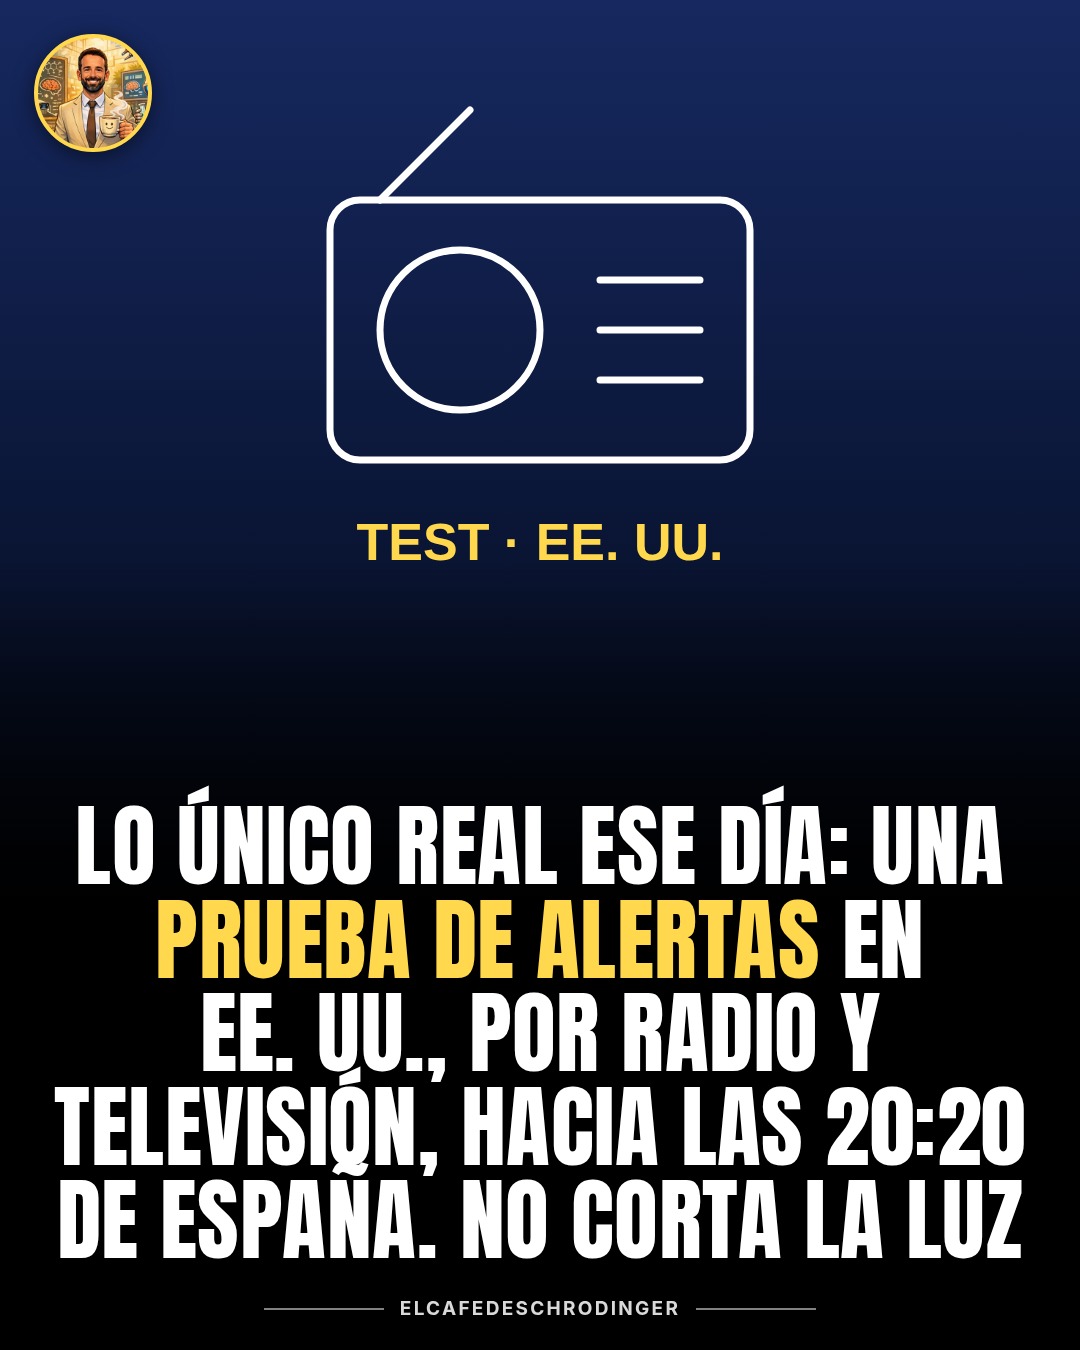 TEST · EE. UU.
LO ÚNICO REAL ESE DÍA: UNA
PRUEBA DE ALERTAS EN
EE. UU., POR RADIO Y
TELEVISIÓN, HACIA LAS 20:20
DE ESPAÑA. NO CORTA LA LUZ
ELCAFEDESCHRODINGER